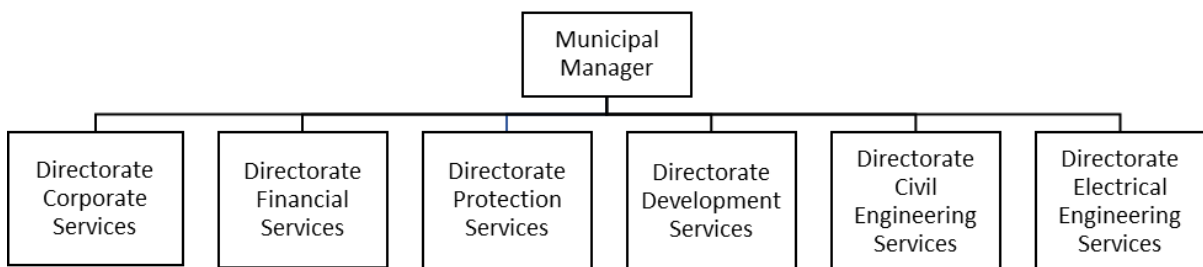 Municipal
Manager
Directorate
Corporate
Services
Directorate
Financial
Services
Directorate
Protection
Services
Directorate
Development
Services
Directorate
Civil
Engineering
Services
Directorate
Electrical
Engineering
Services